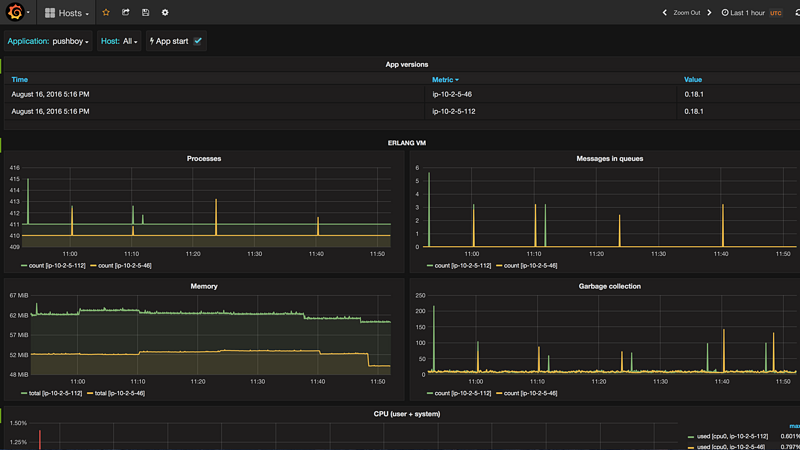 Hosts
Zoom Out Last 1 hour UTC
Application: pushboy Host: All App start
App versions
Time Metric Value
August 16, 2016 5:16 PM ip-10-2-5-46 0.18.1
August 16, 2016 5:16 PM ip-10-2-5-112 0.18.1
ERLANG VM
Processes
416
415
414
413
412
411
410
409
11:00 11:10 11:20 11:30 11:40 11:50
count [ip-10-2-5-112] count [ip-10-2-5-46]
Messages in queues
6
5
4
3
2
1
0
11:00 11:10 11:20 11:30 11:40 11:50
count [ip-10-2-5-112] count [ip-10-2-5-46]
Memory
67 MiB
62 MiB
57 MiB
52 MiB
48 MiB
11:00 11:10 11:20 11:30 11:40 11:50
total [ip-10-2-5-112] total [ip-10-2-5-46]
Garbage collection
250
200
150
100
50
0
11:00 11:10 11:20 11:30 11:40 11:50
count [ip-10-2-5-112] count [ip-10-2-5-46]
CPU (user + system)
1.50%
1.25%
max
used [cpu0, ip-10-2-5-112] 0.601%
used [cpu0, ip-10-2-5-46] 0.797%